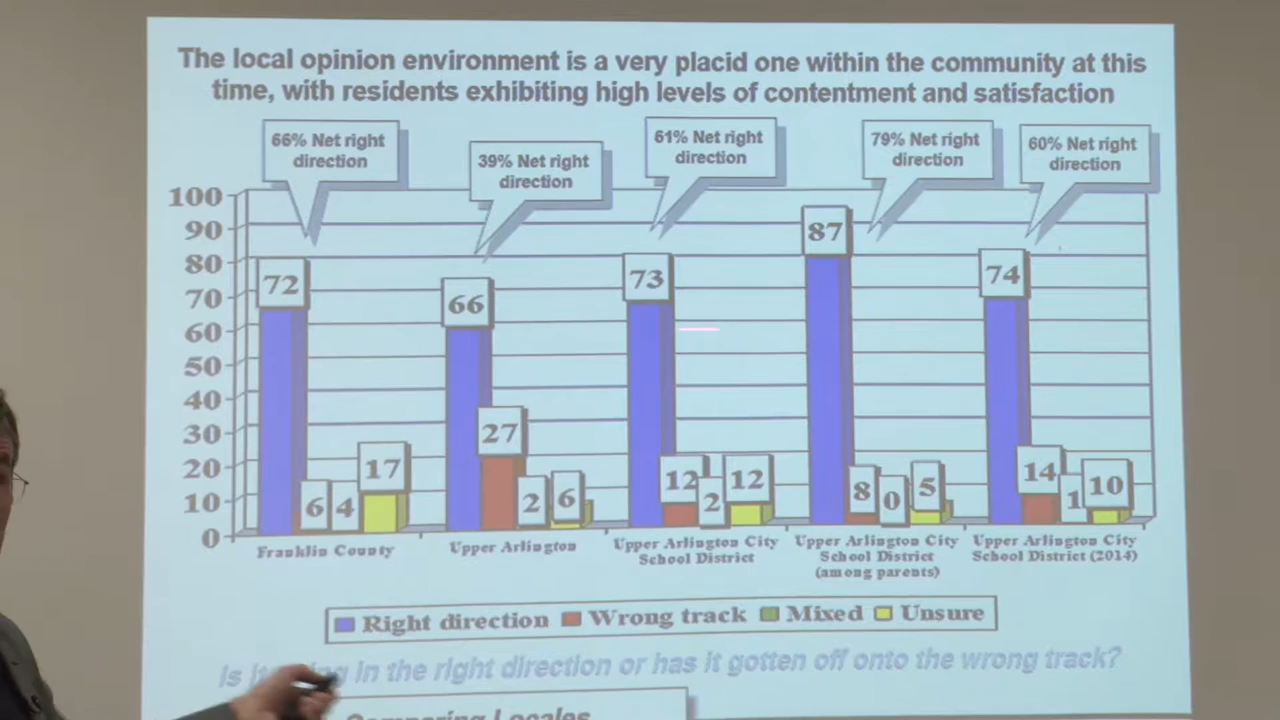 The local opinion environment is a very placid one within the community at this
time, with residents exhibiting high levels of contentment and satisfaction
66% Net right
direction
39% Net right
direction
61% Net right
direction
79% Net right
direction
60% Net right
direction
100
90
80
70
60
50
40
30
20
10
0
72
6
4
17
66
27
2
6
73
12
2
12
87
8
0
5
74
14
1
10
Franklin County
Upper Arlington
Upper Arlington City
School District
Upper Arlington City
School District
(among parents)
Upper Arlington City
School District (2014)
Right direction
Wrong track
Mixed
Unsure
Is it in the right direction or has it gotten off onto the wrong track?
Comparing Locales